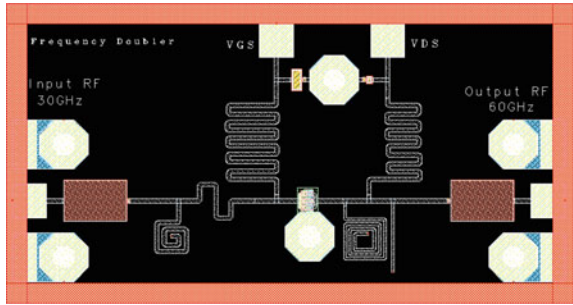 Frequency Doubler
VGS
VDS
Input RF
30GHz
Output RF
60GHz